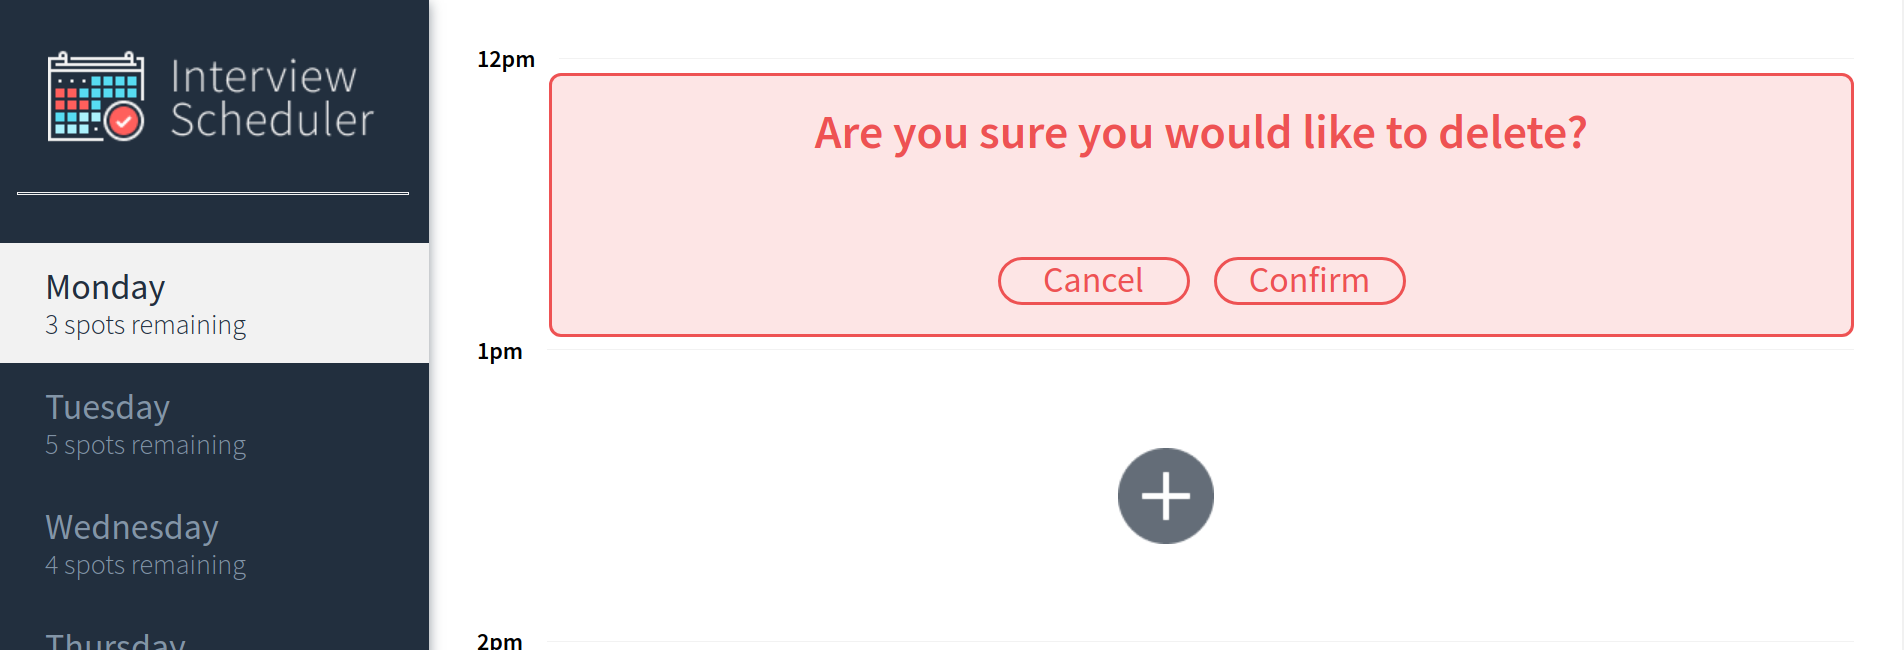 Interview
Scheduler
Monday
3 spots remaining
Tuesday
5 spots remaining
Wednesday
4 spots remaining
Thursday
12pm
Are you sure you would like to delete?
Cancel Confirm
1pm
2pm